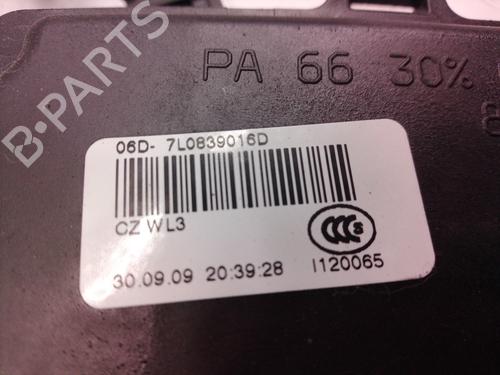 B-PARTS
PA 66 30%
06D- 7L0839016D
CZ WL3
CCC S
30.09.09 20:39:28 I120065